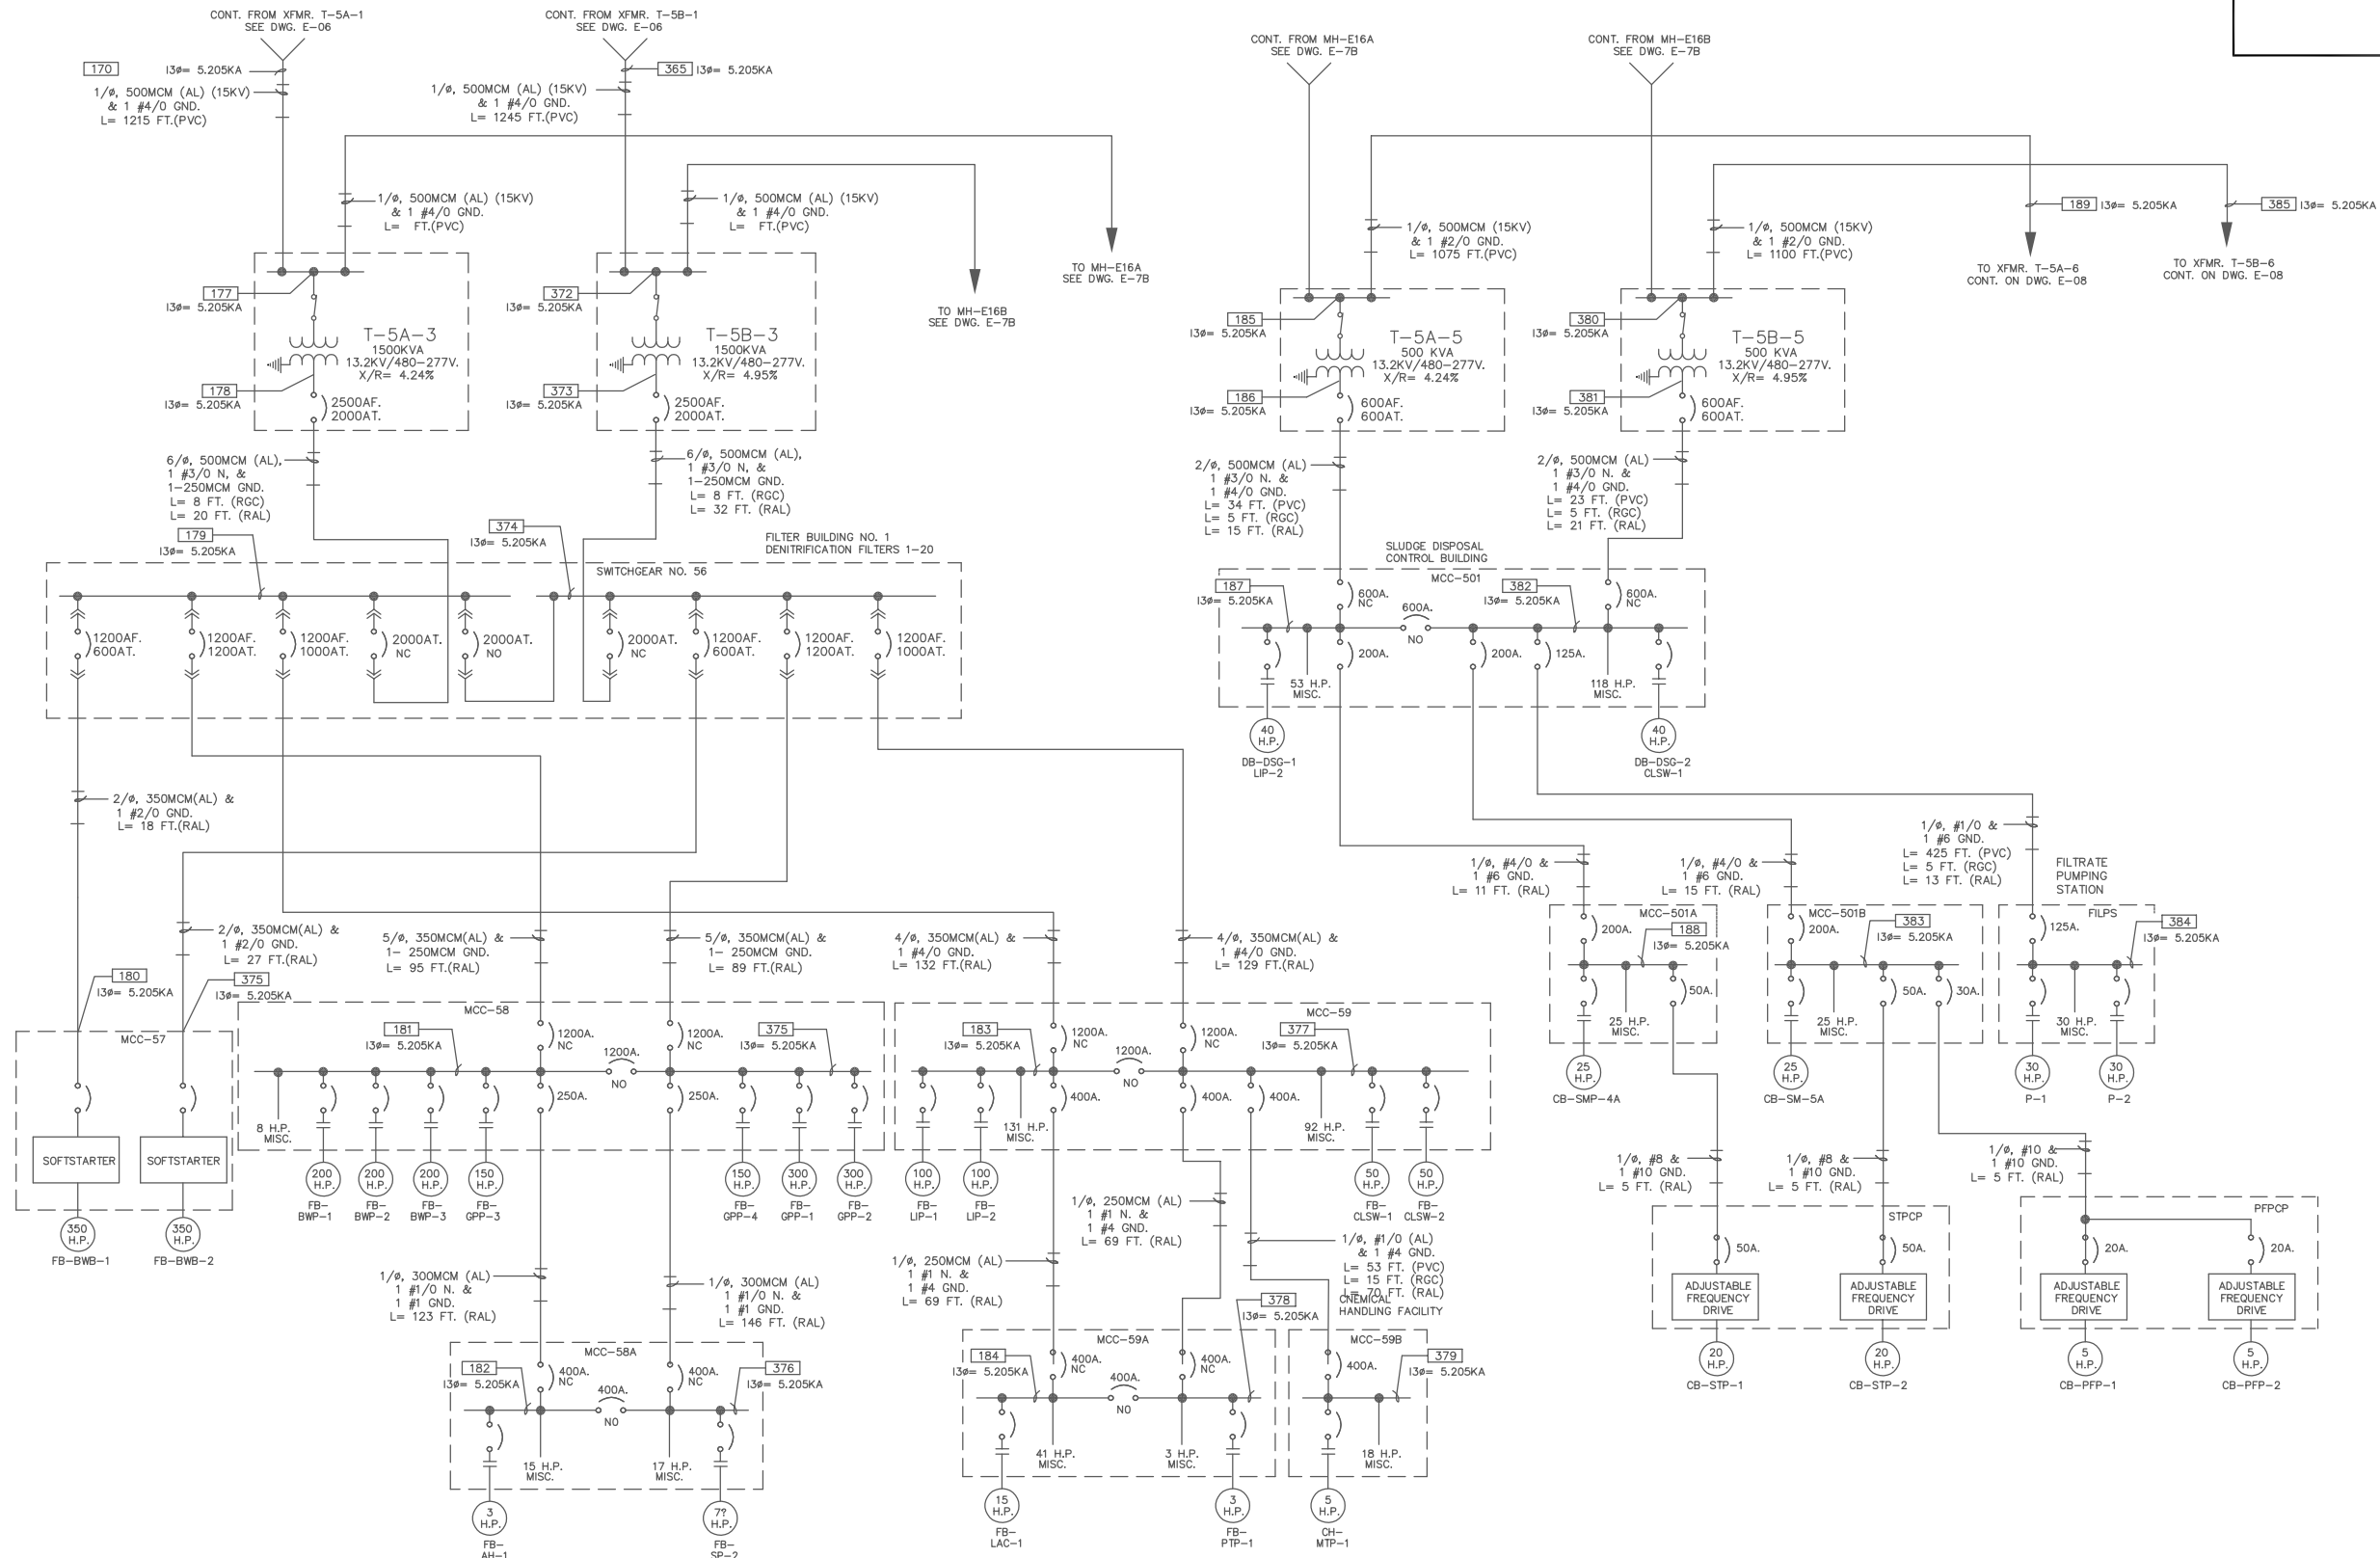 CONT. FROM XFMR. T-5A-1
SEE DWG. E-06
170
I3ø= 5.205KA
1/ø, 500MCM (AL) (15KV)
& 1 #4/0 GND.
L= 1215 FT.(PVC)
CONT. FROM XFMR. T-5B-1
SEE DWG. E-06
365 I3ø= 5.205KA
1/ø, 500MCM (AL) (15KV)
& 1 #4/0 GND.
L= 1245 FT.(PVC)
1/ø, 500MCM (AL) (15KV)
& 1 #4/0 GND.
L= FT.(PVC)
1/ø, 500MCM (AL) (15KV)
& 1 #4/0 GND.
L= FT.(PVC)
TO MH-E16A
SEE DWG. E-7B
TO MH-E16B
SEE DWG. E-7B
177
I3ø= 5.205KA
T-5A-3
1500KVA
13.2KV/480-277V.
X/R= 4.24%
178
I3ø= 5.205KA
2500AF.
2000AT.
372
I3ø= 5.205KA
T-5B-3
1500KVA
13.2KV/480-277V.
X/R= 4.95%
373
I3ø= 5.205KA
2500AF.
2000AT.
6/ø, 500MCM (AL),
1 #3/0 N, &
1-250MCM GND.
L= 8 FT. (RGC)
L= 20 FT. (RAL)
6/ø, 500MCM (AL),
1 #3/0 N, &
1-250MCM GND.
L= 8 FT. (RGC)
L= 32 FT. (RAL)
179
I3ø= 5.205KA
374
I3ø= 5.205KA
FILTER BUILDING NO. 1
DENITRIFICATION FILTERS 1-20
SWITCHGEAR NO. 56
1200AF.
600AT.
1200AF.
1200AT.
1200AF.
1000AT.
2000AT.
NC
2000AT.
NO
2000AT.
NC
1200AF.
600AT.
1200AF.
1200AT.
1200AF.
1000AT.
2/ø, 350MCM(AL) &
1 #2/0 GND.
L= 18 FT.(RAL)
2/ø, 350MCM(AL) &
1 #2/0 GND.
L= 27 FT.(RAL)
5/ø, 350MCM(AL) &
1- 250MCM GND.
L= 95 FT.(RAL)
5/ø, 350MCM(AL) &
1- 250MCM GND.
L= 89 FT.(RAL)
4/ø, 350MCM(AL) &
1 #4/0 GND.
L= 132 FT.(RAL)
4/ø, 350MCM(AL) &
1 #4/0 GND.
L= 129 FT.(RAL)
180
I3ø= 5.205KA
375
I3ø= 5.205KA
MCC-57
SOFTSTARTER
SOFTSTARTER
350
H.P.
FB-BWB-1
350
H.P.
FB-BWB-2
MCC-58
181
I3ø= 5.205KA
1200A.
NC
1200A.
NO
1200A.
NC
375
I3ø= 5.205KA
250A.
250A.
8 H.P.
MISC.
200
H.P.
FB-
BWP-1
200
H.P.
FB-
BWP-2
200
H.P.
FB-
BWP-3
150
H.P.
FB-
GPP-3
150
H.P.
FB-
GPP-4
300
H.P.
FB-
GPP-1
300
H.P.
FB-
GPP-2
MCC-59
183
I3ø= 5.205KA
1200A.
NC
1200A.
NO
1200A.
NC
377
I3ø= 5.205KA
400A.
400A.
400A.
131 H.P.
MISC.
92 H.P.
MISC.
100
H.P.
FB-
LIP-1
100
H.P.
FB-
LIP-2
50
H.P.
FB-
CLSW-1
50
H.P.
FB-
CLSW-2
1/ø, 300MCM (AL)
1 #1/0 N. &
1 #1 GND.
L= 123 FT. (RAL)
1/ø, 300MCM (AL)
1 #1/0 N. &
1 #1 GND.
L= 146 FT. (RAL)
1/ø, 250MCM (AL)
1 #1 N. &
1 #4 GND.
L= 69 FT. (RAL)
1/ø, 250MCM (AL)
1 #1 N. &
1 #4 GND.
L= 69 FT. (RAL)
1/ø, #1/0 (AL)
& 1 #4 GND.
L= 53 FT. (PVC)
L= 15 FT. (RGC)
L= 70 FT. (RAL)
CHEMICAL
HANDLING FACILITY
MCC-58A
182
I3ø= 5.205KA
400A.
NC
400A.
NO
400A.
NC
376
I3ø= 5.205KA
15 H.P.
MISC.
17 H.P.
MISC.
3
H.P.
FB-
AH-1
7?
H.P.
FB-
SP-2
MCC-59A
184
I3ø= 5.205KA
400A.
NC
400A.
NO
400A.
NC
378
I3ø= 5.205KA
41 H.P.
MISC.
3 H.P.
MISC.
15
H.P.
FB-
LAC-1
3
H.P.
FB-
PTP-1
MCC-59B
400A.
379
I3ø= 5.205KA
18 H.P.
MISC.
5
H.P.
CH-
MTP-1
CONT. FROM MH-E16A
SEE DWG. E-7B
CONT. FROM MH-E16B
SEE DWG. E-7B
1/ø, 500MCM (15KV)
& 1 #2/0 GND.
L= 1075 FT.(PVC)
1/ø, 500MCM (15KV)
& 1 #2/0 GND.
L= 1100 FT.(PVC)
189 I3ø= 5.205KA
385 I3ø= 5.205KA
TO XFMR. T-5A-6
CONT. ON DWG. E-08
TO XFMR. T-5B-6
CONT. ON DWG. E-08
185
I3ø= 5.205KA
T-5A-5
500 KVA
13.2KV/480-277V.
X/R= 4.24%
186
I3ø= 5.205KA
600AF.
600AT.
380
I3ø= 5.205KA
T-5B-5
500 KVA
13.2KV/480-277V.
X/R= 4.95%
381
I3ø= 5.205KA
600AF.
600AT.
2/ø, 500MCM (AL)
1 #3/0 N. &
1 #4/0 GND.
L= 34 FT. (PVC)
L= 5 FT. (RGC)
L= 15 FT. (RAL)
2/ø, 500MCM (AL)
1 #3/0 N. &
1 #4/0 GND.
L= 23 FT. (PVC)
L= 5 FT. (RGC)
L= 21 FT. (RAL)
SLUDGE DISPOSAL
CONTROL BUILDING
MCC-501
187
I3ø= 5.205KA
600A.
NC
600A.
NO
382
I3ø= 5.205KA
600A.
NC
200A.
200A.
125A.
53 H.P.
MISC.
118 H.P.
MISC.
40
H.P.
DB-DSG-1
LIP-2
40
H.P.
DB-DSG-2
CLSW-1
1/ø, #4/0 &
1 #6 GND.
L= 11 FT. (RAL)
1/ø, #4/0 &
1 #6 GND.
L= 15 FT. (RAL)
1/ø, #1/0 &
1 #6 GND.
L= 425 FT. (PVC)
L= 5 FT. (RGC)
L= 13 FT. (RAL)
FILTRATE
PUMPING
STATION
MCC-501A
200A.
188
I3ø= 5.205KA
50A.
25 H.P.
MISC.
25
H.P.
CB-SMP-4A
MCC-501B
200A.
383
I3ø= 5.205KA
50A.
30A.
25 H.P.
MISC.
25
H.P.
CB-SM-5A
FILPS
125A.
384
I3ø= 5.205KA
30 H.P.
MISC.
30
H.P.
P-1
30
H.P.
P-2
1/ø, #8 &
1 #10 GND.
L= 5 FT. (RAL)
1/ø, #8 &
1 #10 GND.
L= 5 FT. (RAL)
1/ø, #10 &
1 #10 GND.
L= 5 FT. (RAL)
STPCP
50A.
50A.
ADJUSTABLE
FREQUENCY
DRIVE
ADJUSTABLE
FREQUENCY
DRIVE
20
H.P.
CB-STP-1
20
H.P.
CB-STP-2
PFPCP
20A.
20A.
ADJUSTABLE
FREQUENCY
DRIVE
ADJUSTABLE
FREQUENCY
DRIVE
5
H.P.
CB-PFP-1
5
H.P.
CB-PFP-2